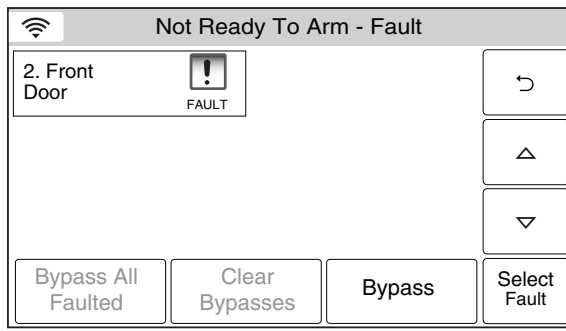 Not Ready To Arm - Fault
2. Front
Door
!
FAULT
Bypass All
Faulted
Clear
Bypasses
Bypass
Select
Fault